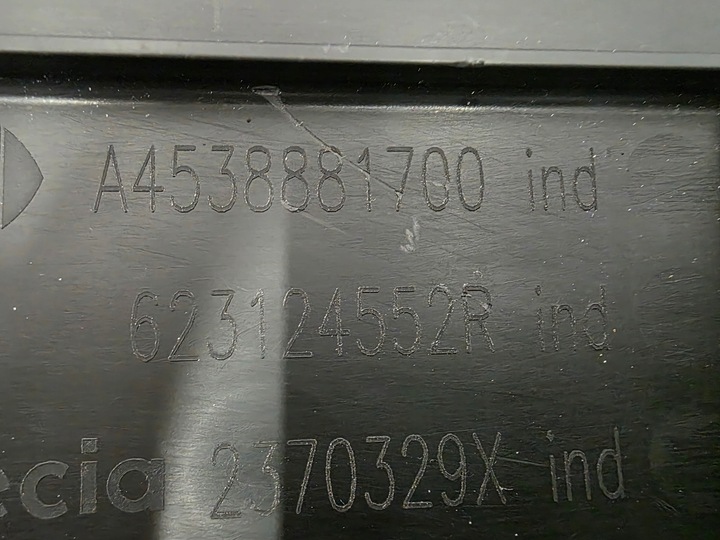 A4538881700 ind
623124552R ind
ecia 2370329X ind